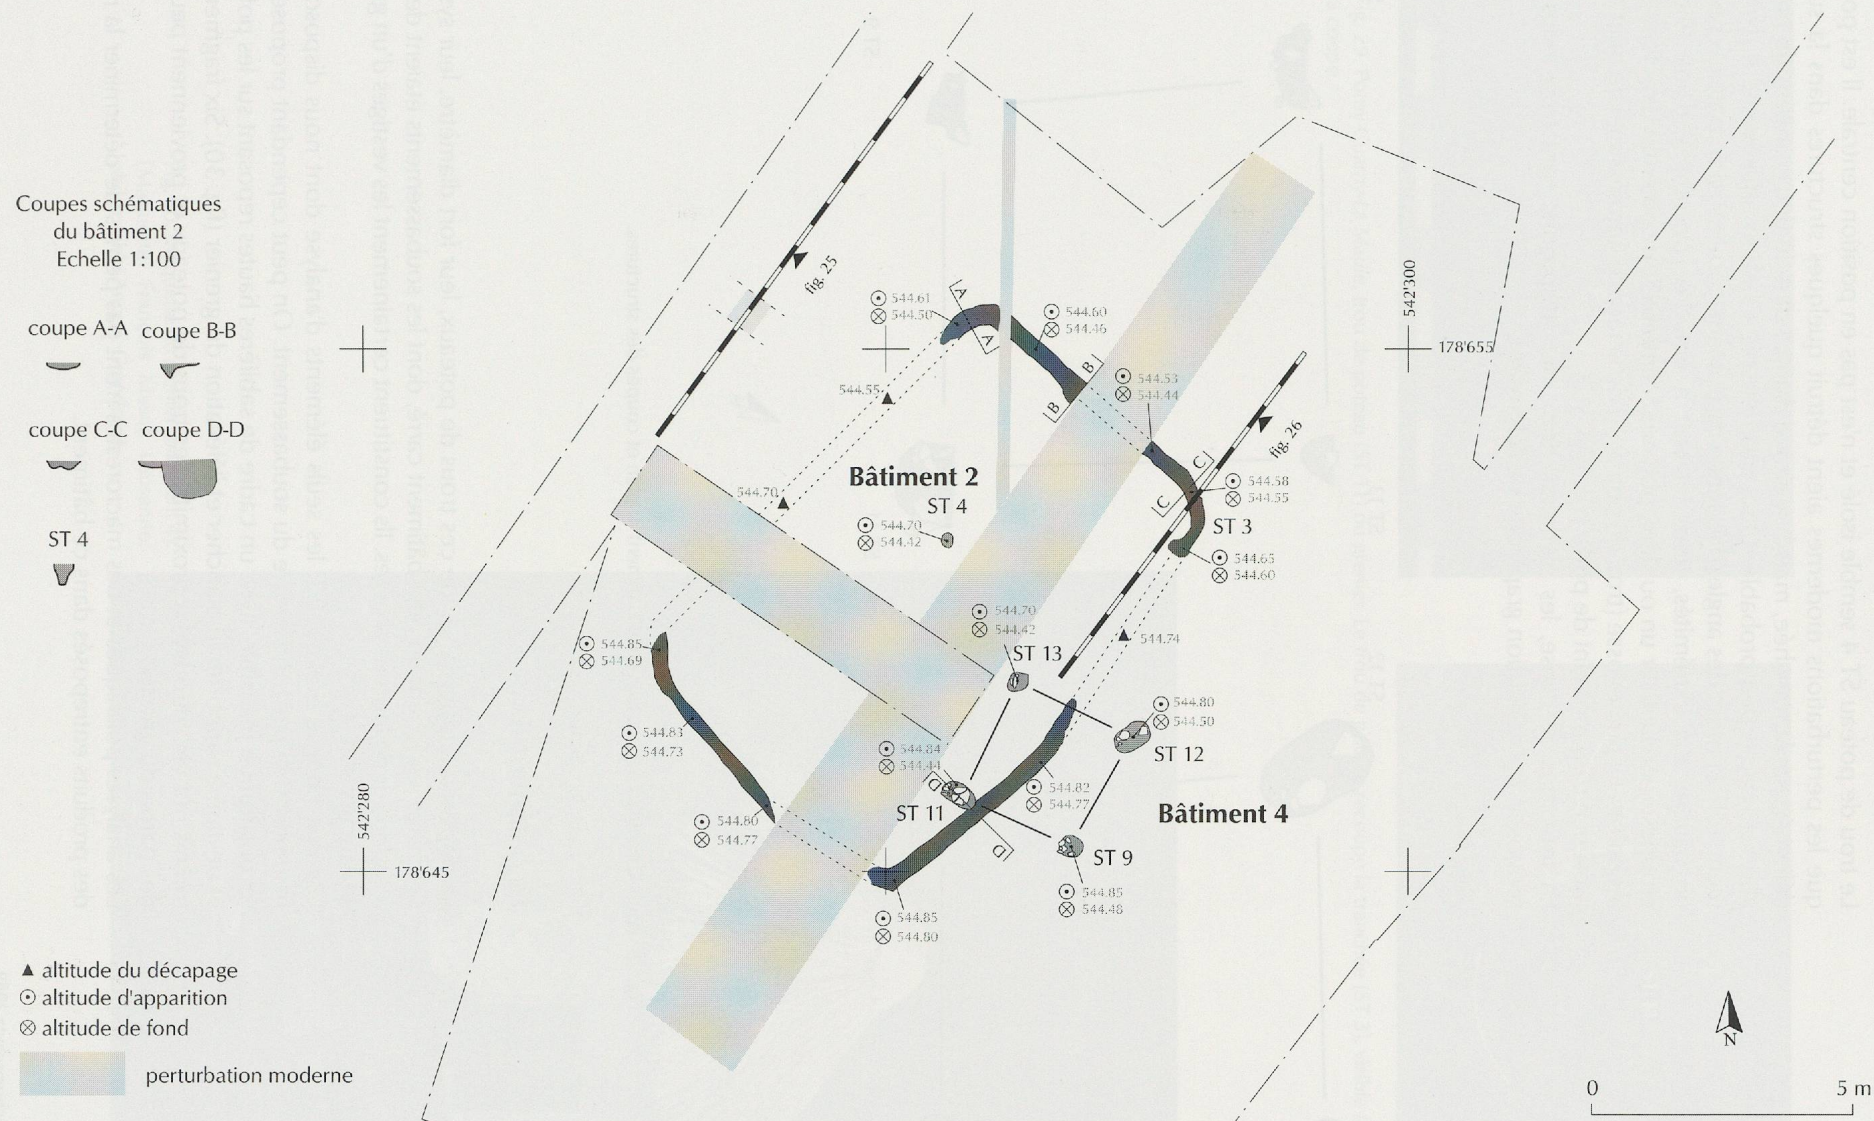 Coupes schématiques
du bâtiment 2
Echelle 1:100
coupe A-A coupe B-B
coupe C-C coupe D-D
ST 4
fig. 25
A
A
544.61
544.50
544.60
544.46
B
B
544.53
544.44
544.55
542'300
178'655
fig. 26
C
C
544.58
544.55
ST 3
544.65
544.60
Bâtiment 2
ST 4
544.70
544.42
544.70
544.70
544.42
ST 13
544.74
544.85
544.69
544.83
544.73
544.80
544.77
544.80
544.50
ST 12
544.84
544.44
D
D
ST 11
544.82
544.77
Bâtiment 4
ST 9
544.85
544.48
544.85
544.80
542'280
178'645
altitude du décapage
altitude d'apparition
altitude de fond
perturbation moderne
N
0 5 m